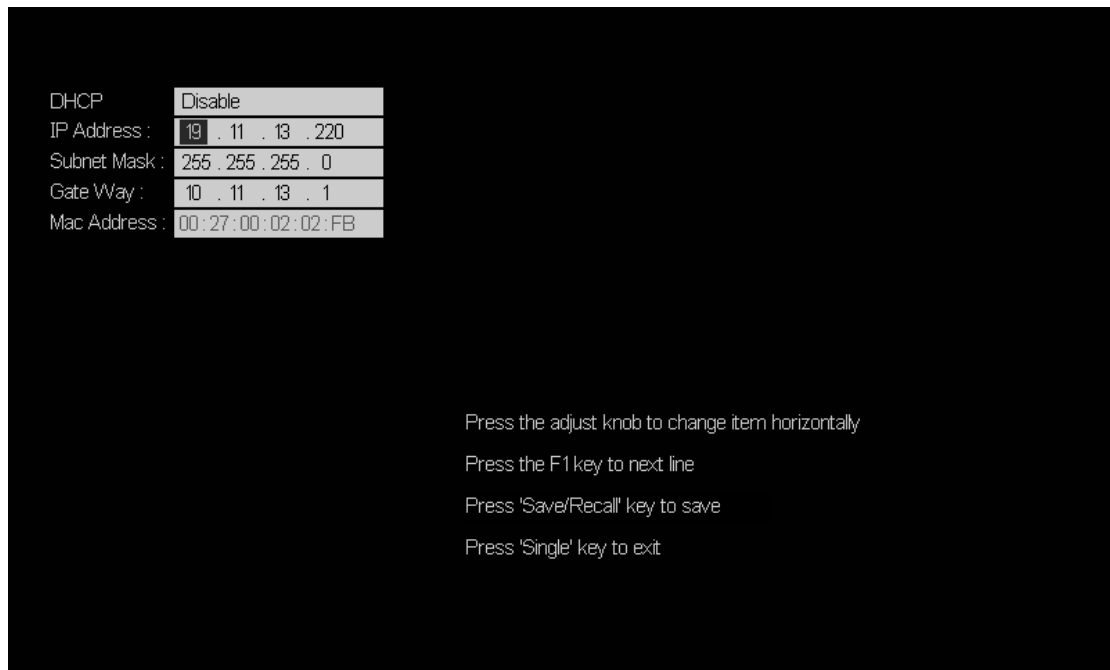 DHCP Disable
IP Address : 19 . 11 . 13 . 220
Subnet Mask : 255 . 255 . 255 . 0
Gate Way : 10 . 11 . 13 . 1
Mac Address : 00:27:00:02:02:FB
Press the adjust knob to change item horizontally
Press the F1 key to next line
Press 'Save/Recall' key to save
Press 'Single' key to exit